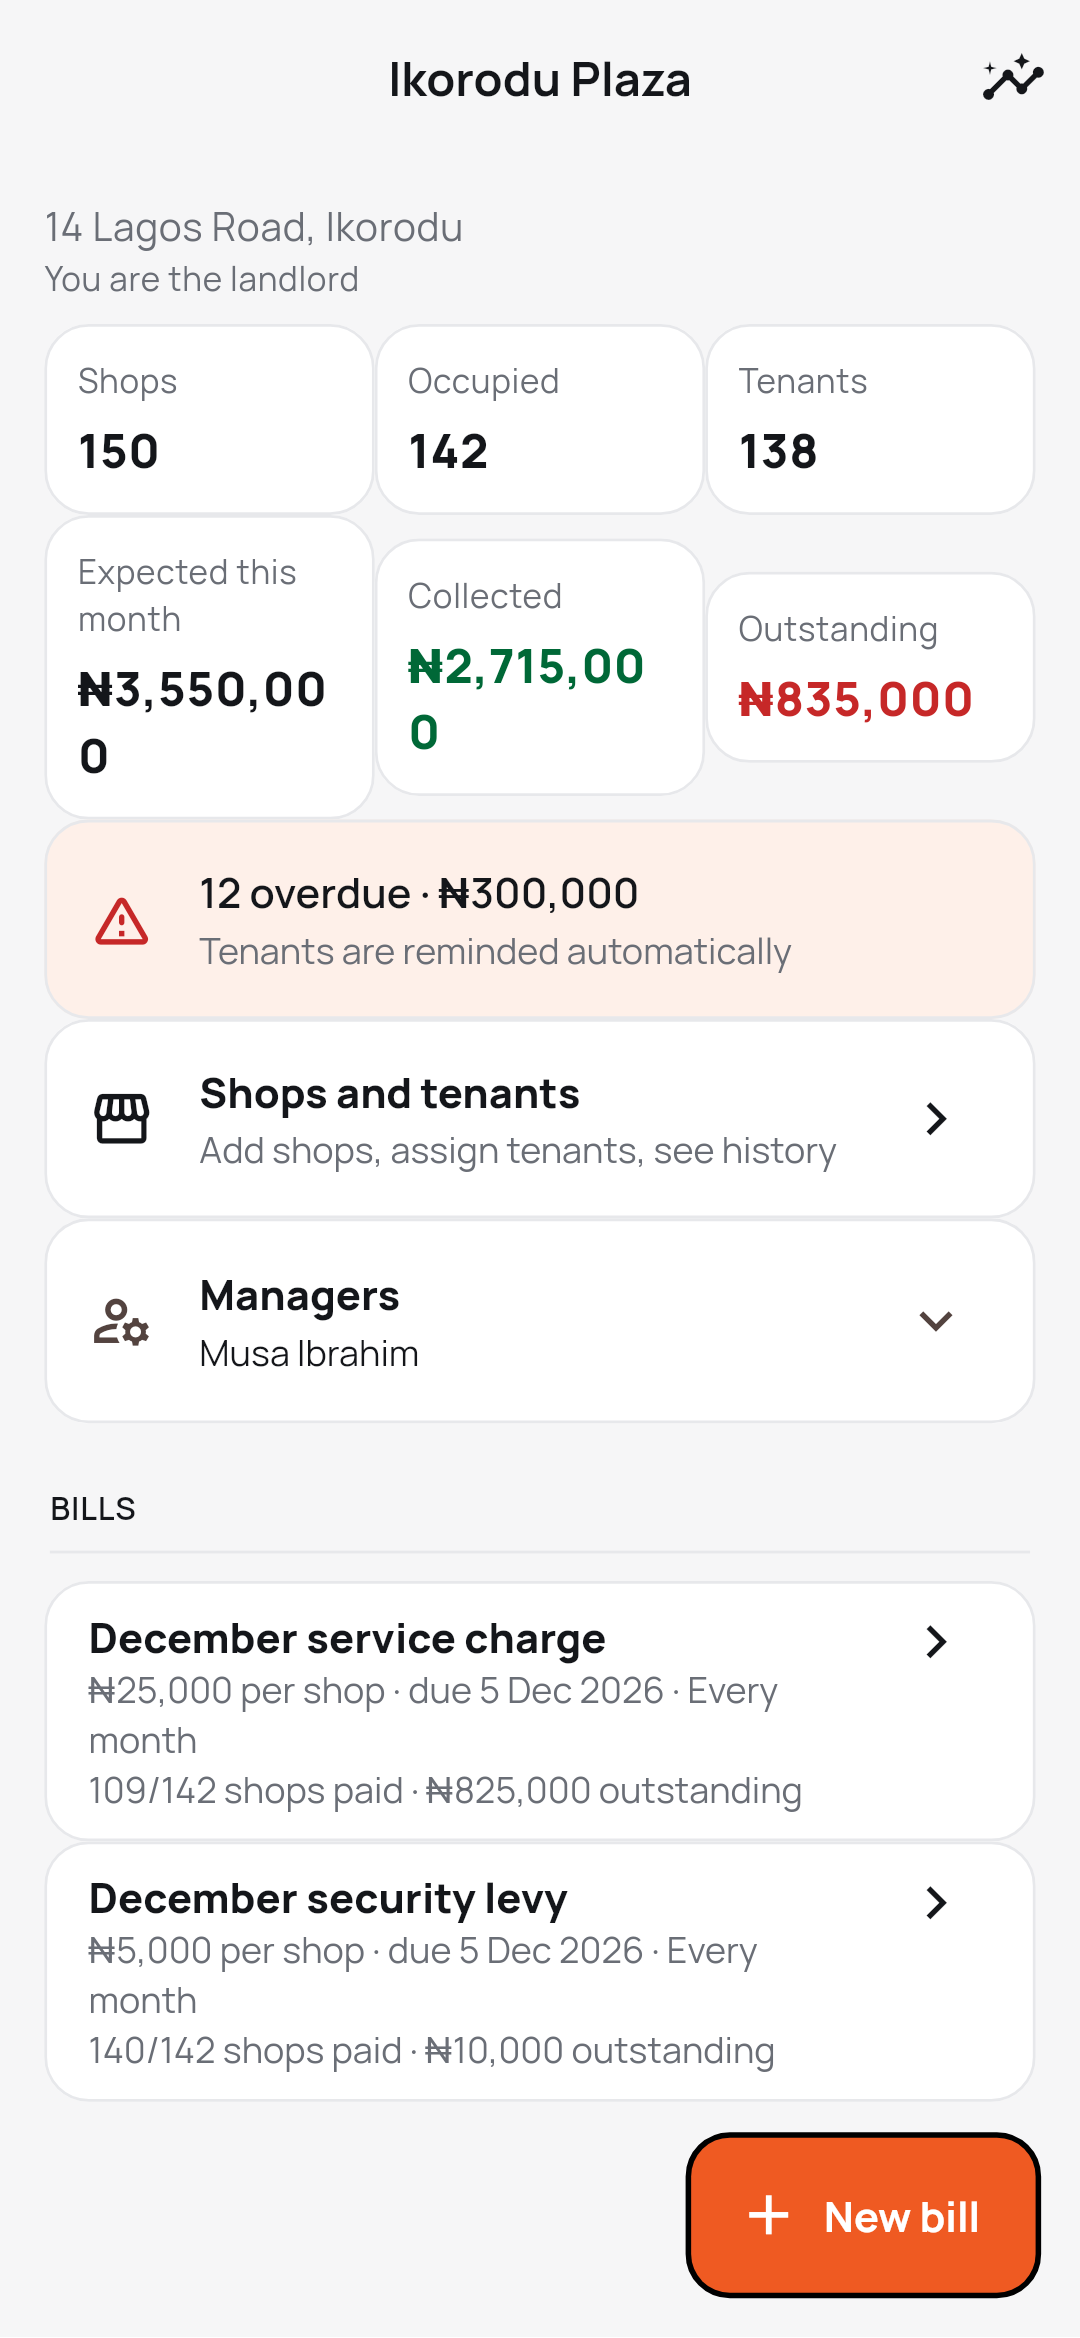 Ikorodu Plaza
14 Lagos Road, Ikorodu
You are the landlord
Shops
150
Occupied
142
Tenants
138
Expected this
month
₦3,550,00
0
Collected
₦2,715,00
0
Outstanding
₦835,000
12 overdue · ₦300,000
Tenants are reminded automatically
Shops and tenants
Add shops, assign tenants, see history
Managers
Musa Ibrahim
BILLS
December service charge
₦25,000 per shop · due 5 Dec 2026 · Every
month
109/142 shops paid · ₦825,000 outstanding
December security levy
₦5,000 per shop · due 5 Dec 2026 · Every
month
140/142 shops paid · ₦10,000 outstanding
New bill